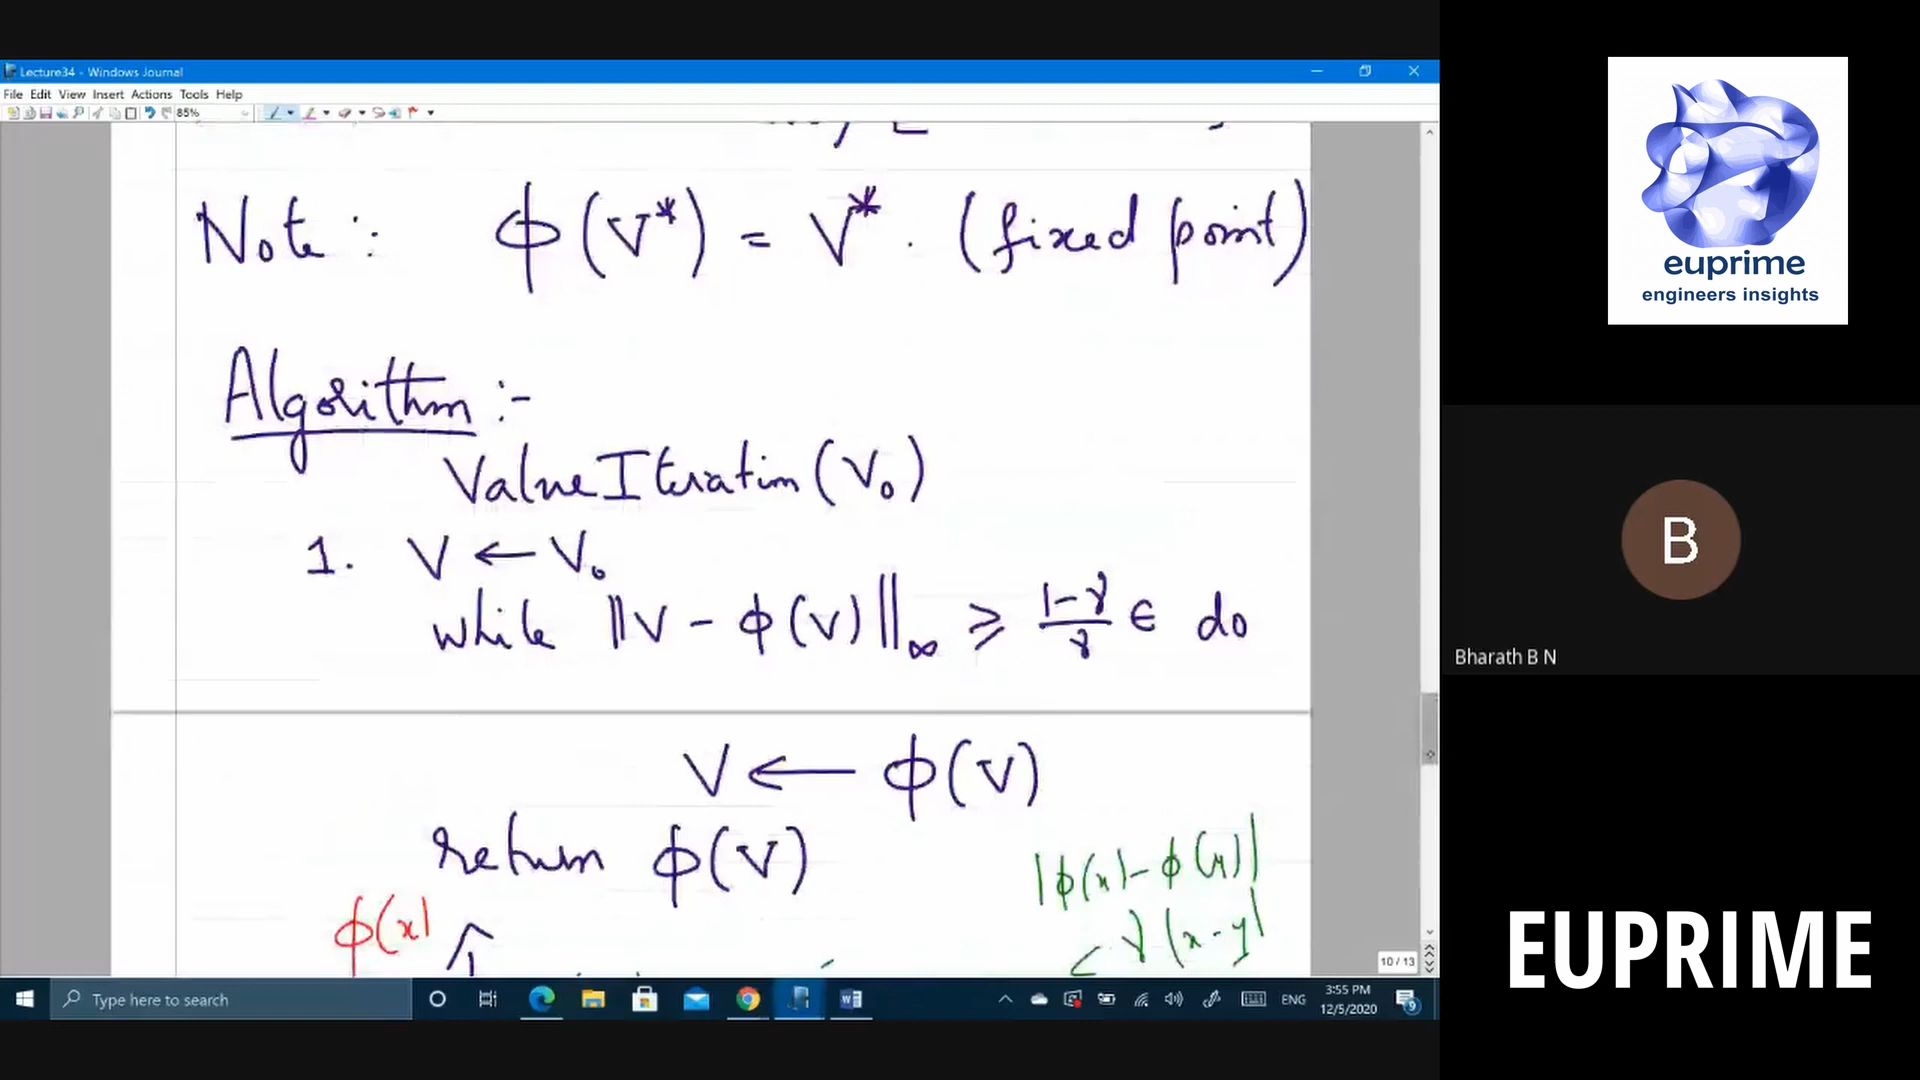 Lecture34 - Windows Journal
File Edit View Insert Actions Tools Help
85%
Note : ϕ(V*) = V* . (fixed point)
Algorithm :-
ValueIteration(V₀)
1. V ← V₀
while ||V - ϕ(V)||∞ ⩾ (1-γ)/γ ∈ do
V ← ϕ(V)
return ϕ(V)
|ϕ(x) - ϕ(y)|
ϕ(x)
< γ |x-y|
10 / 13
Type here to search
ENG
3:55 PM
12/5/2020
9
euprime
engineers insights
B
Bharath B N
EUPRIME